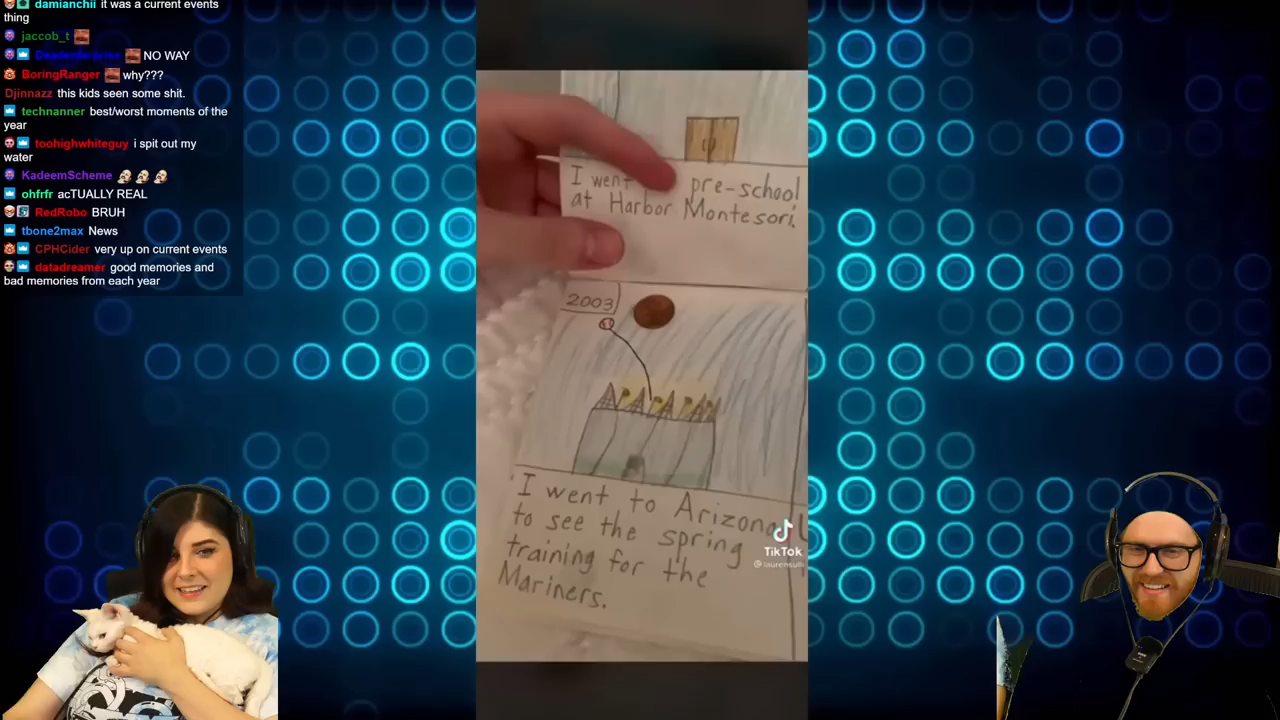 damianchii it was a current events
thing
jaccob_t
NO WAY
BoringRanger why???
Djinnazz this kids seen some shit.
technanner best/worst moments of the
year
toohighwhiteguy i spit out my
water
KadeemScheme
ohfrfr acTUALLY REAL
RedRobo BRUH
tbone2max News
CPHCider very up on current events
datadreamer good memories and
bad memories from each year
I went pre-school
at Harbor Montesori.
2003
I went to Arizona
to see the spring
training for the
Mariners.
TikTok